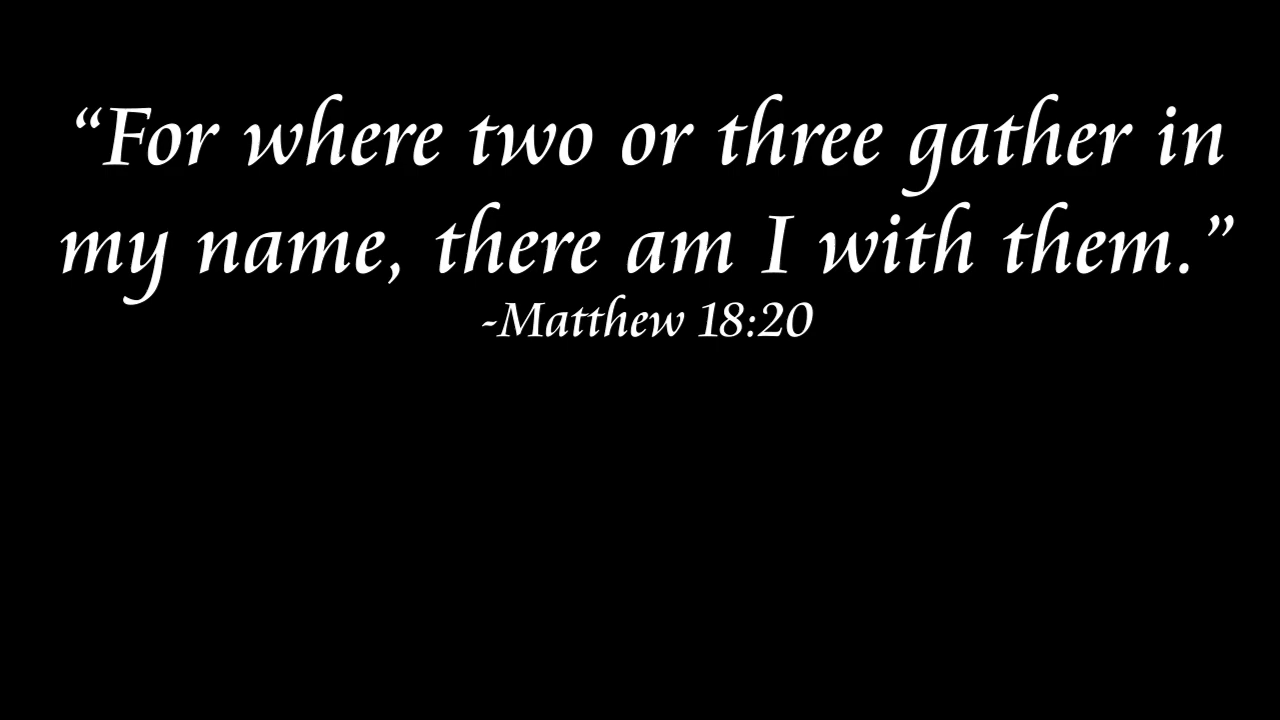 “For where two or three gather in
my name, there am I with them.”
-Matthew 18:20